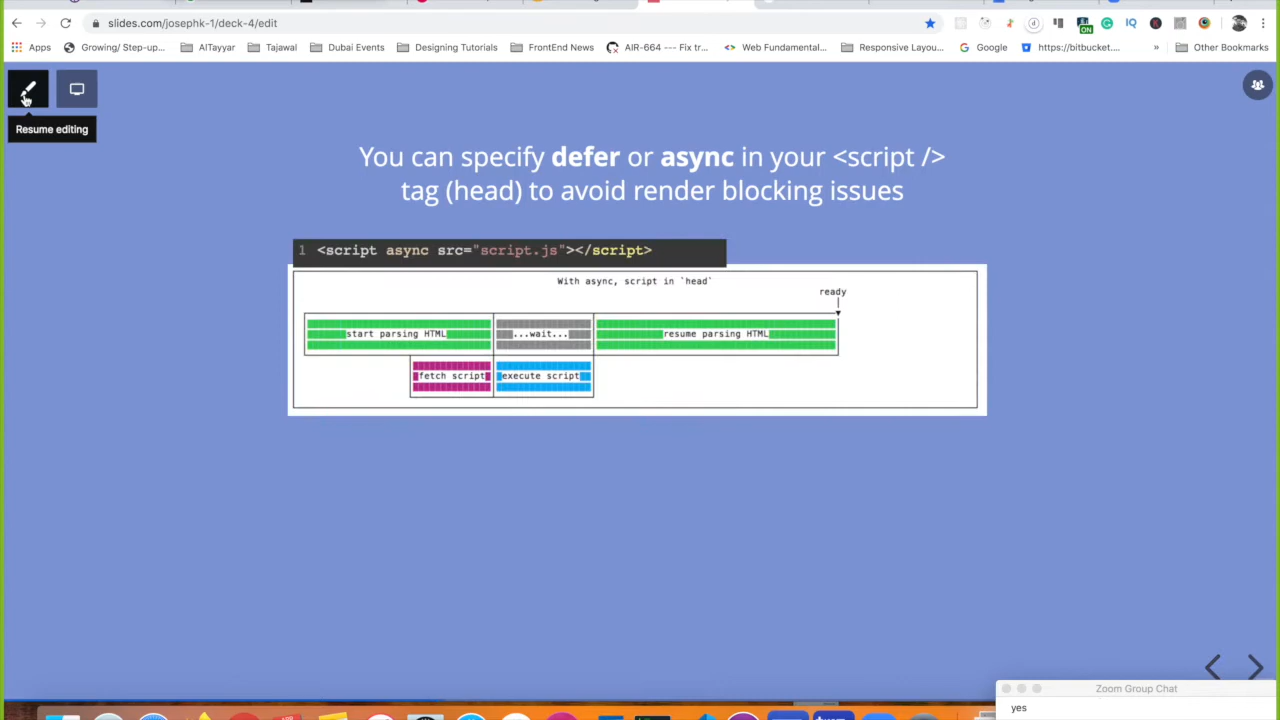 slides.com/josephk-1/deck-4/edit
IQ
ON
Apps
Growing/ Step-up...
AlTayyar
Tajawal
Dubai Events
Designing Tutorials
FrontEnd News
AIR-664 --- Fix tr...
Web Fundamental...
Responsive Layou...
Google
https://bitbucket....
»
Other Bookmarks
Resume editing
You can specify defer or async in your <script />
tag (head) to avoid render blocking issues
1 <script async src="script.js"></script>
With async, script in `head`
ready
start parsing HTML
...wait...
resume parsing HTML
fetch script
execute script
Zoom Group Chat
yes